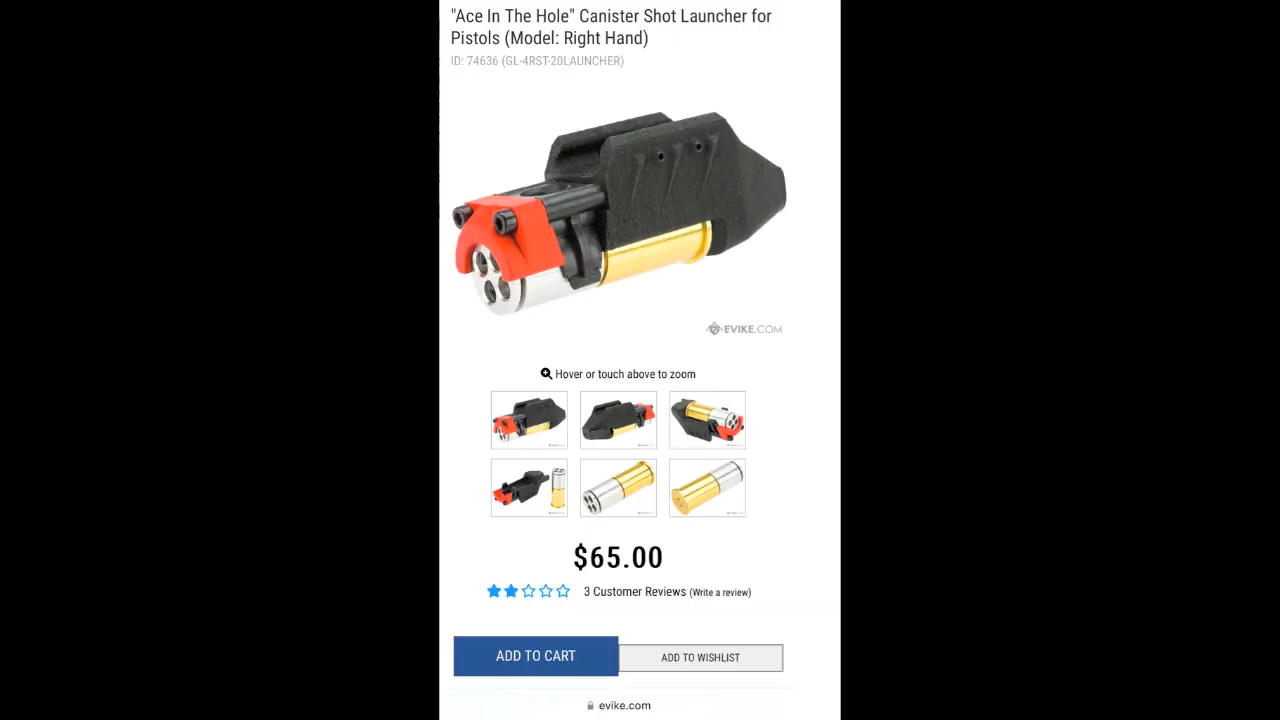 "Ace In The Hole" Canister Shot Launcher for
Pistols (Model: Right Hand)
ID: 74636 (GL-4RST-20LAUNCHER)
EVIKE.COM
Hover or touch above to zoom
$65.00
3 Customer Reviews (Write a review)
ADD TO CART
ADD TO WISHLIST
evike.com